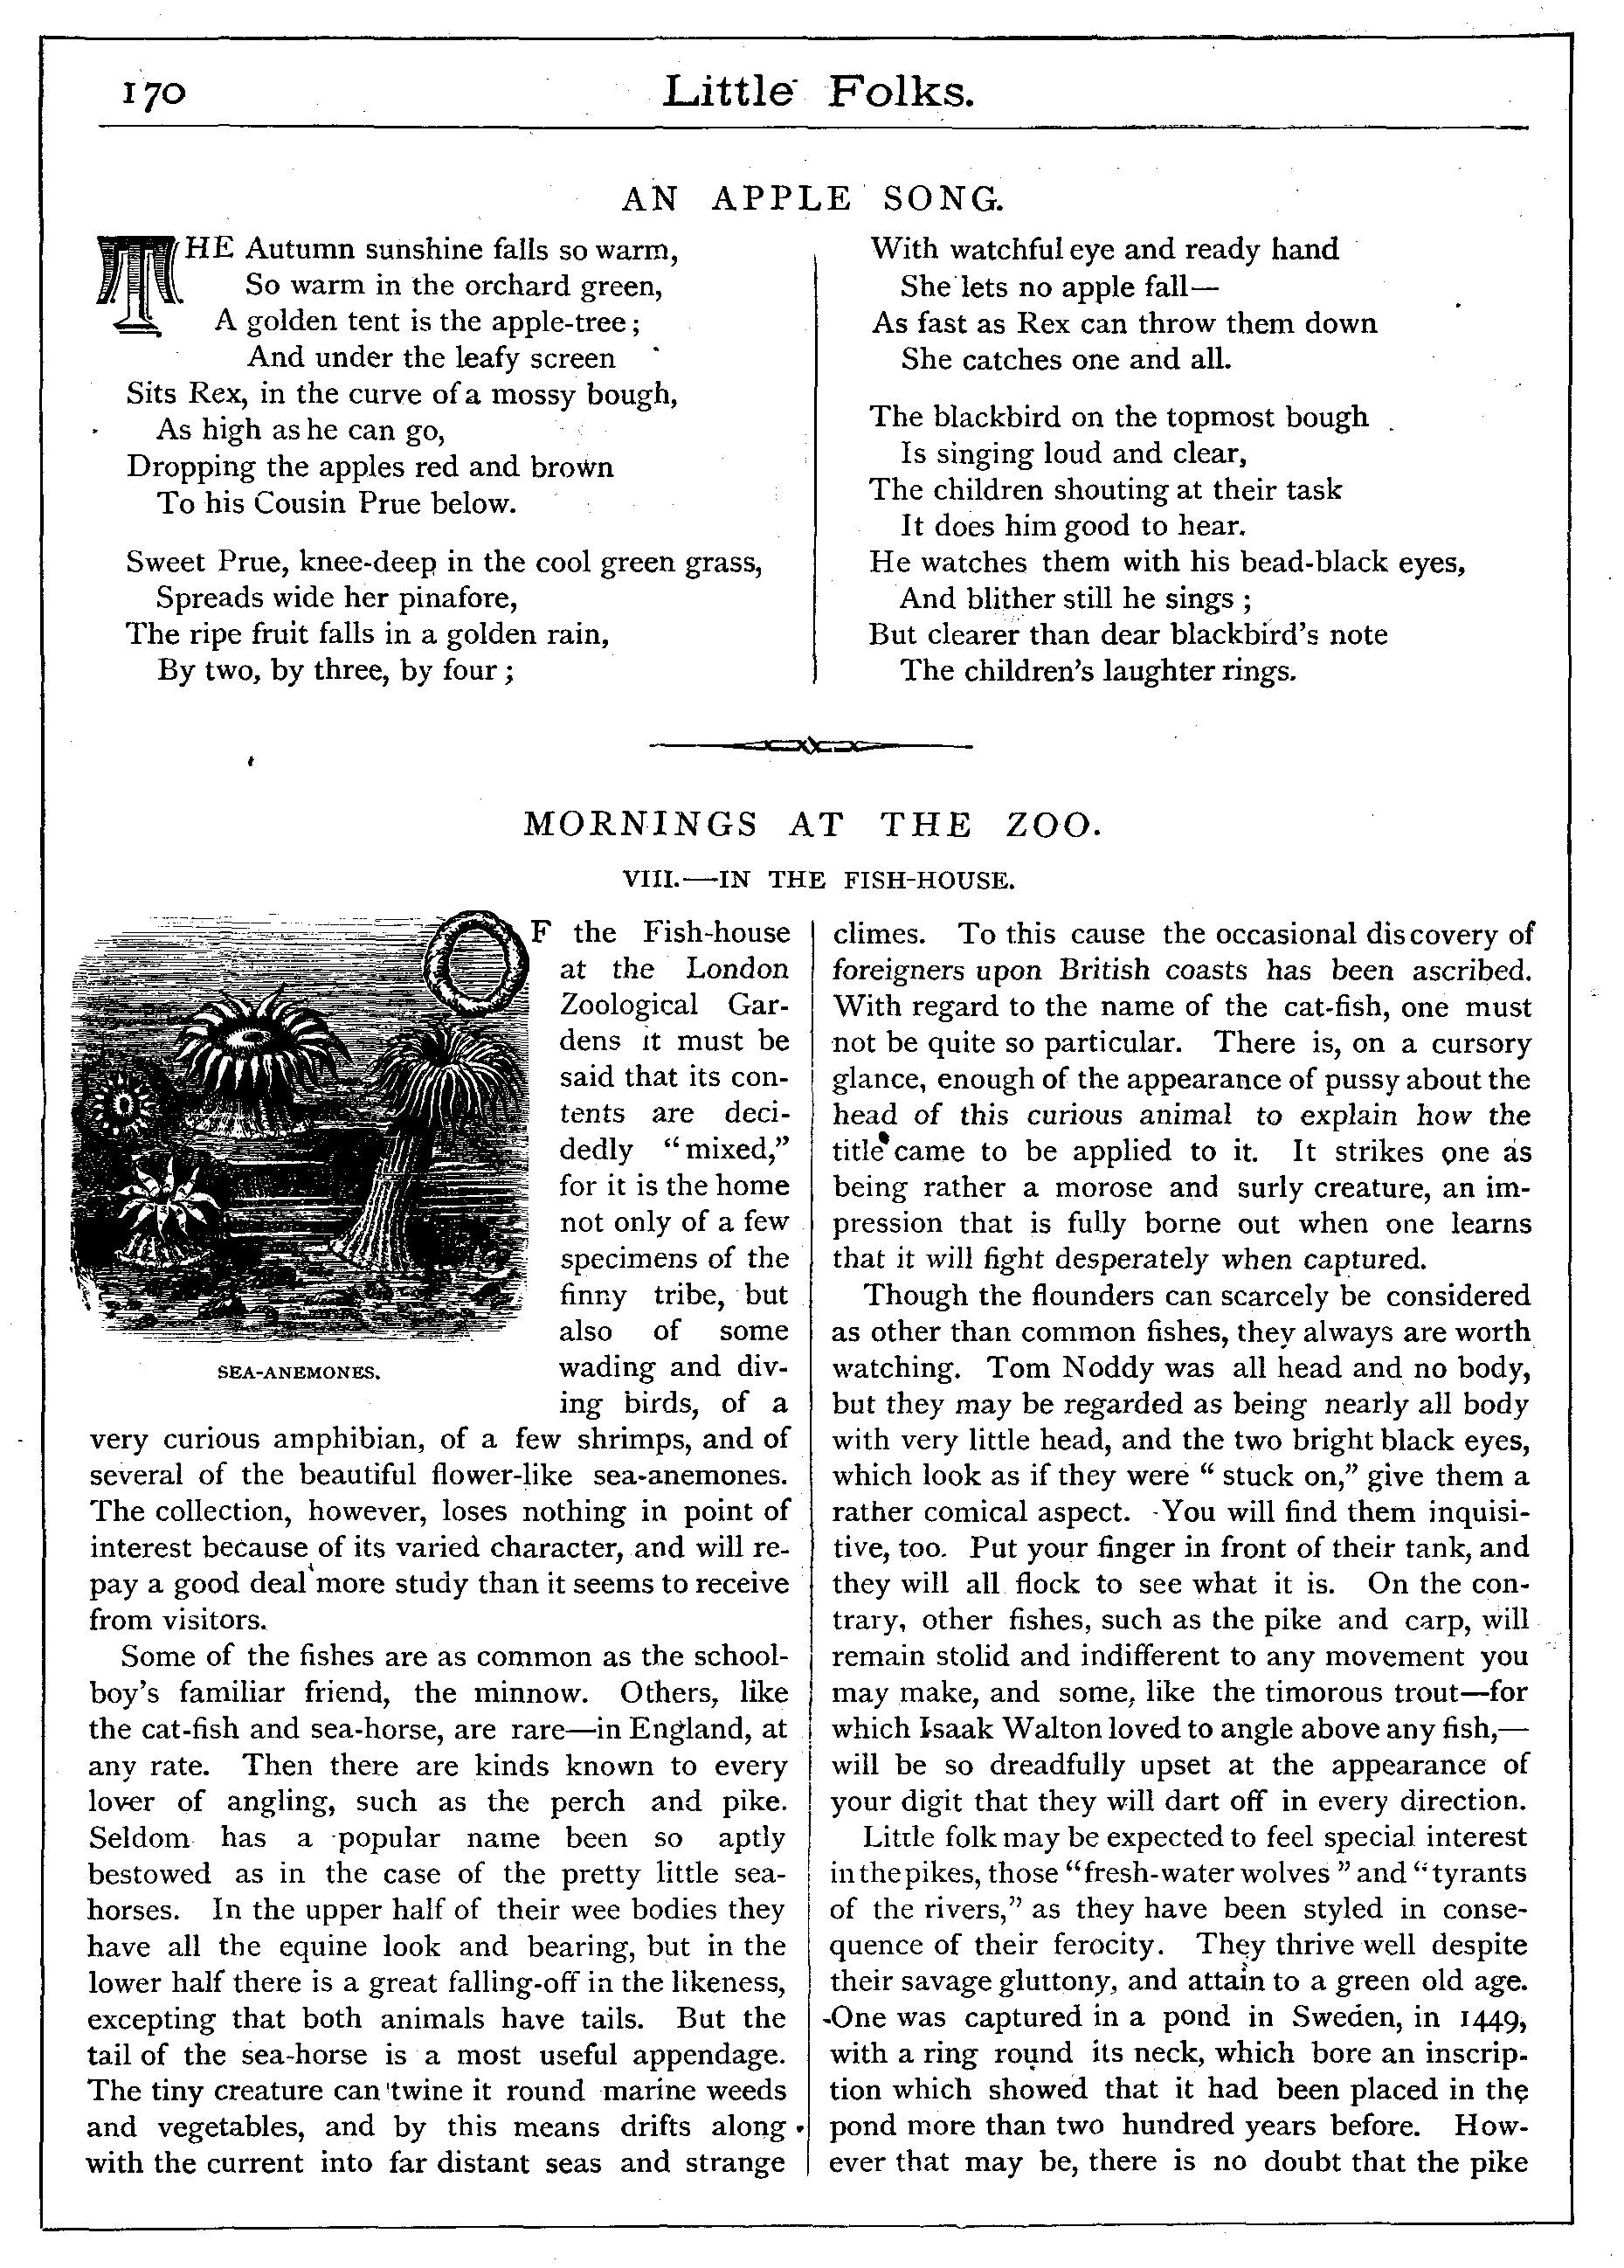 170
Little Folks.
AN APPLE SONG.
THE Autumn sunshine falls so warm,
So warm in the orchard green,
A golden tent is the apple-tree;
And under the leafy screen
Sits Rex, in the curve of a mossy bough,
As high as he can go,
Dropping the apples red and brown
To his Cousin Prue below.
Sweet Prue, knee-deep in the cool green grass,
Spreads wide her pinafore,
The ripe fruit falls in a golden rain,
By two, by three, by four;
With watchful eye and ready hand
She lets no apple fall—
As fast as Rex can throw them down
She catches one and all.
The blackbird on the topmost bough
Is singing loud and clear,
The children shouting at their task
It does him good to hear.
He watches them with his bead-black eyes,
And blither still he sings;
But clearer than dear blackbird's note
The children's laughter rings.
MORNINGS AT THE ZOO.
VIII.—IN THE FISH-HOUSE.
SEA-ANEMONES.
OF the Fish-house
at the London
Zoological Gar-
dens it must be
said that its con-
tents are deci-
dedly "mixed,"
for it is the home
not only of a few
specimens of the
finny tribe, but
also of some
wading and div-
ing birds, of a
very curious amphibian, of a few shrimps, and of
several of the beautiful flower-like sea-anemones.
The collection, however, loses nothing in point of
interest because of its varied character, and will re-
pay a good deal more study than it seems to receive
from visitors.
Some of the fishes are as common as the school-
boy's familiar friend, the minnow. Others, like
the cat-fish and sea-horse, are rare—in England, at
any rate. Then there are kinds known to every
lover of angling, such as the perch and pike.
Seldom has a popular name been so aptly
bestowed as in the case of the pretty little sea-
horses. In the upper half of their wee bodies they
have all the equine look and bearing, but in the
lower half there is a great falling-off in the likeness,
excepting that both animals have tails. But the
tail of the sea-horse is a most useful appendage.
The tiny creature can 'twine it round marine weeds
and vegetables, and by this means drifts along
with the current into far distant seas and strange
climes. To this cause the occasional discovery of
foreigners upon British coasts has been ascribed.
With regard to the name of the cat-fish, one must
not be quite so particular. There is, on a cursory
glance, enough of the appearance of pussy about the
head of this curious animal to explain how the
title came to be applied to it. It strikes one as
being rather a morose and surly creature, an im-
pression that is fully borne out when one learns
that it will fight desperately when captured.
Though the flounders can scarcely be considered
as other than common fishes, they always are worth
watching. Tom Noddy was all head and no body,
but they may be regarded as being nearly all body
with very little head, and the two bright black eyes,
which look as if they were "stuck on," give them a
rather comical aspect. You will find them inquisi-
tive, too. Put your finger in front of their tank, and
they will all flock to see what it is. On the con-
trary, other fishes, such as the pike and carp, will
remain stolid and indifferent to any movement you
may make, and some, like the timorous trout—for
which Isaak Walton loved to angle above any fish,—
will be so dreadfully upset at the appearance of
your digit that they will dart off in every direction.
Little folk may be expected to feel special interest
in the pikes, those "fresh-water wolves" and "tyrants
of the rivers," as they have been styled in conse-
quence of their ferocity. They thrive well despite
their savage gluttony, and attain to a green old age.
One was captured in a pond in Sweden, in 1449,
with a ring round its neck, which bore an inscrip-
tion which showed that it had been placed in the
pond more than two hundred years before. How-
ever that may be, there is no doubt that the pike